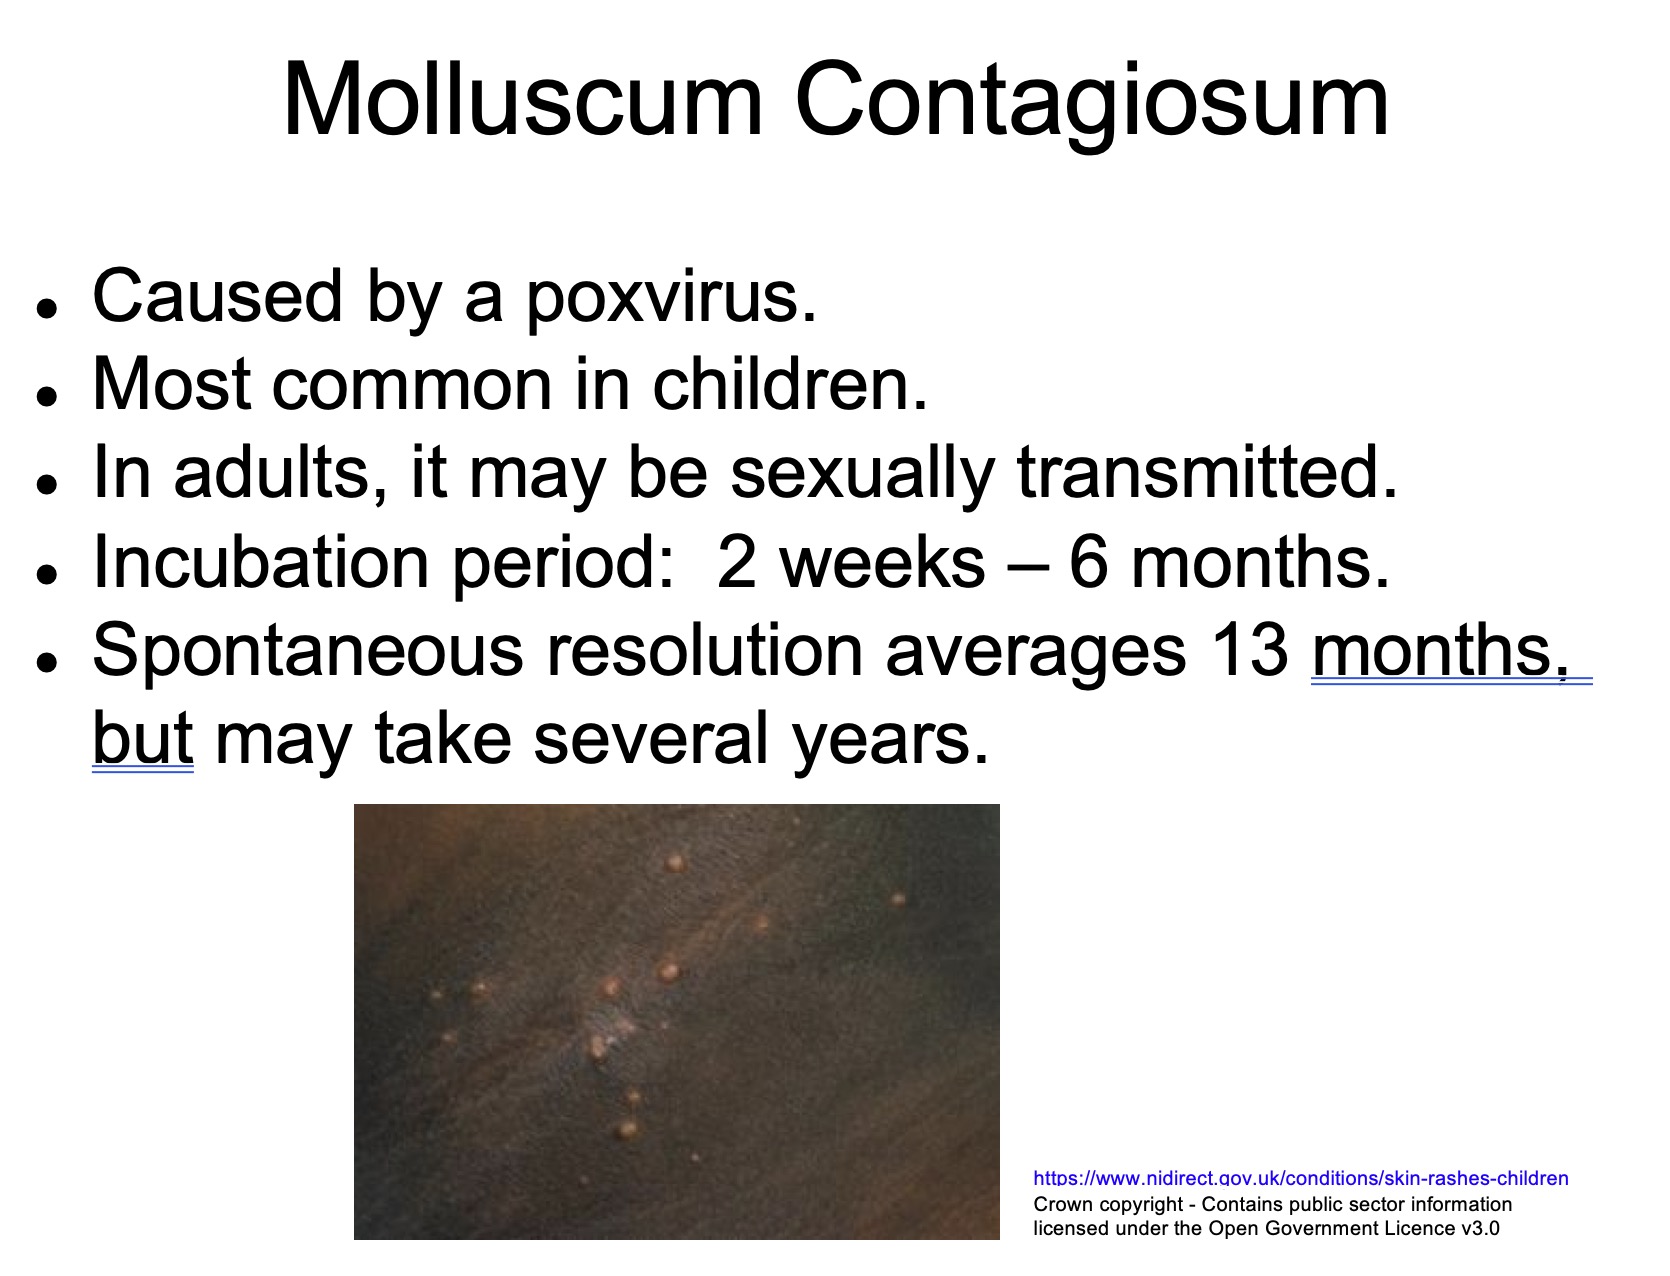 Molluscum Contagiosum
• Caused by a poxvirus.
• Most common in children.
• In adults, it may be sexually transmitted.
• Incubation period:  2 weeks – 6 months.
• Spontaneous resolution averages 13 months,
but may take several years.
https://www.nidirect.gov.uk/conditions/skin-rashes-children
Crown copyright - Contains public sector information
licensed under the Open Government Licence v3.0